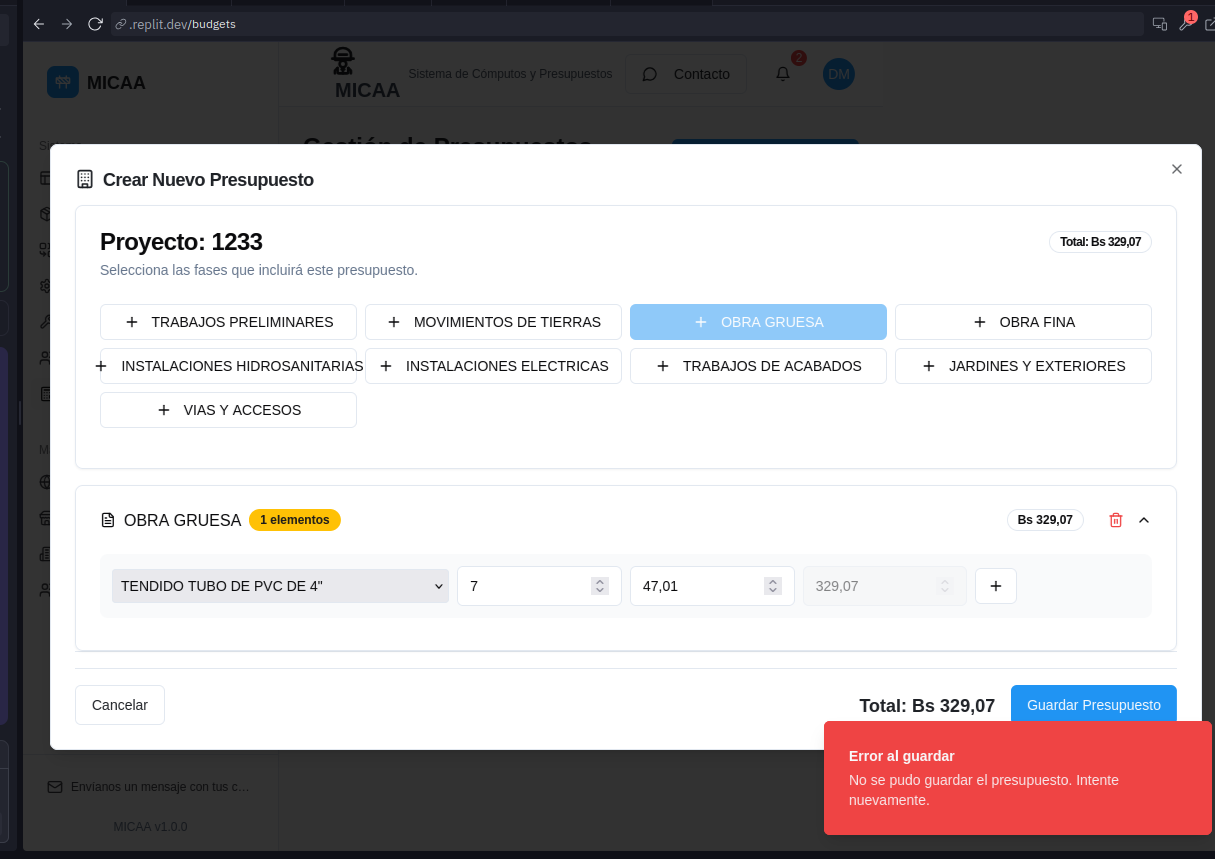 .replit.dev/budgets
1
MICAA
MICAA
Sistema de Cómputos y Presupuestos
Contacto
2
DM
Gestión de Presupuestos
Crear Nuevo Presupuesto
Proyecto: 1233
Total: Bs 329,07
Selecciona las fases que incluirá este presupuesto.
+ TRABAJOS PRELIMINARES
+ MOVIMIENTOS DE TIERRAS
+ OBRA GRUESA
+ OBRA FINA
+ INSTALACIONES HIDROSANITARIAS
+ INSTALACIONES ELECTRICAS
+ TRABAJOS DE ACABADOS
+ JARDINES Y EXTERIORES
+ VIAS Y ACCESOS
OBRA GRUESA
1 elementos
Bs 329,07
TENDIDO TUBO DE PVC DE 4"
7
47,01
329,07
+
Cancelar
Total: Bs 329,07
Guardar Presupuesto
Error al guardar
No se pudo guardar el presupuesto. Intente
nuevamente.
Envíanos un mensaje con tus c…
MICAA v1.0.0